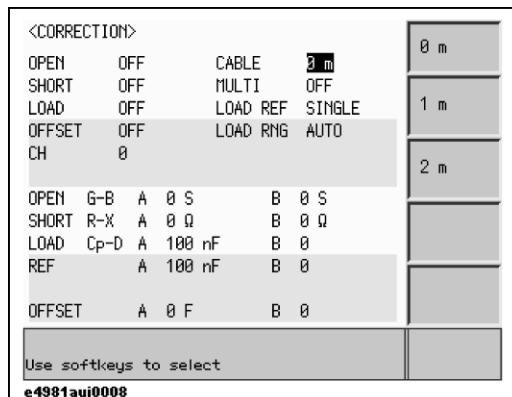 <CORRECTION>
OPEN OFF CABLE 0 m
SHORT OFF MULTI OFF
LOAD OFF LOAD REF SINGLE
OFFSET OFF LOAD RNG AUTO
CH 0
OPEN G-B A 0 S B 0 S
SHORT R-X A 0 Ω B 0 Ω
LOAD Cp-D A 100 nF B 0
REF A 100 nF B 0
OFFSET A 0 F B 0
Use softkeys to select
0 m
1 m
2 m
e4981auj0008